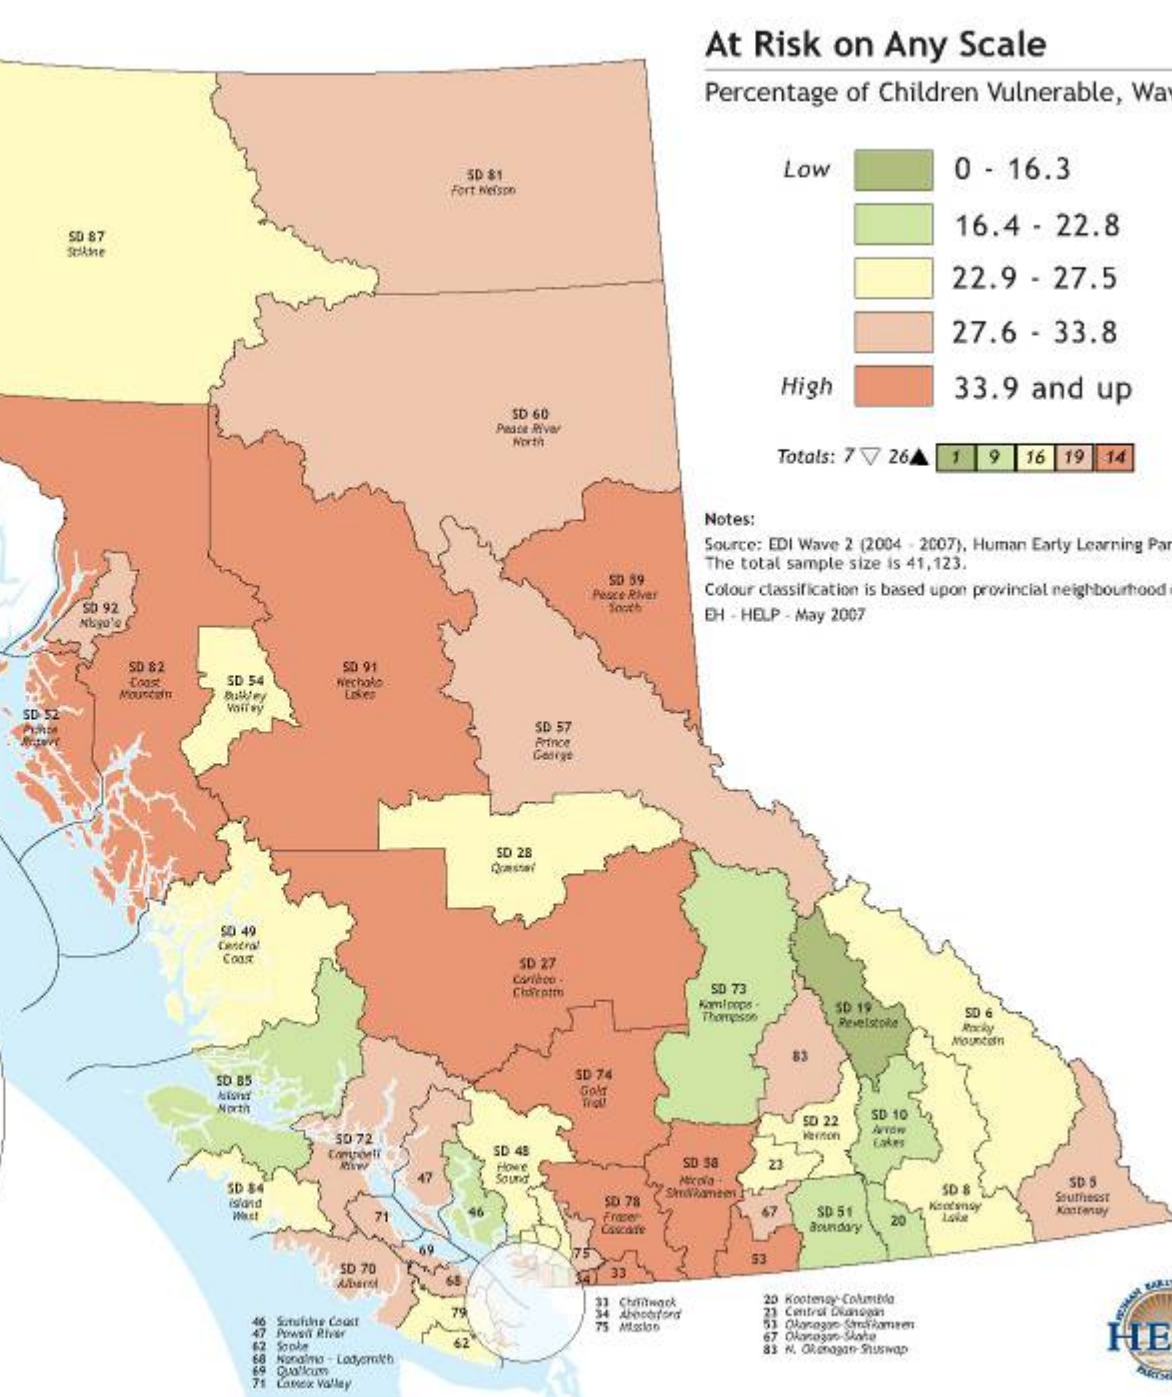 At Risk on Any Scale
Percentage of Children Vulnerable,
Low 0 - 16.3
16.4 - 22.8
22.9 - 27.5
27.6 - 33.8
High 33.9 and up
Totals: 7 ▽ 26▲ 1 9 16 19 14
Notes:
Source: EDI Wave 2 (2004 - 2007), Human Early Learning
The total sample size is 41,123.
Colour classification is based upon provincial neighbourhood
EH - HELP - May 2007
SD 81
Fort Nelson
SD 87
Stikine
SD 60
Peace River
North
SD 59
Peace River
South
SD 92
Nisga'a
SD 82
Coast
Mountain
SD 54
Bulkley
Valley
SD 91
Nechako
Lakes
SD 52
Prince
Rupert
SD 57
Prince
George
SD 28
Quesnel
SD 49
Central
Coast
SD 27
Cariboo -
Chilcotin
SD 73
Kamloops -
Thompson
SD 19
Revelstoke
SD 6
Rocky
Mountain
83
SD 85
Island
North
SD 74
Gold
Trail
SD 72
Campbell
River
SD 22
Vernon
SD 10
Arrow
Lakes
SD 48
Howe
Sound
23
SD 58
Nicola -
Similkameen
47
SD 84
Island
West
SD 78
Fraser-
Cascade
SD 8
Kootenay
Lake
SD 5
Southeast
Kootenay
46
71
67
SD 51
Boundary
20
69
75
53
SD 70
Alberni
68
34
33
79
62
46 Sunshine Coast
47 Powell River
62 Sooke
68 Nanaimo - Ladysmith
69 Qualicum
71 Comox Valley
33 Chilliwack
34 Abbotsford
75 Mission
20 Kootenay-Columbia
23 Central Okanagan
53 Okanagan-Similkameen
67 Okanagan-Skaha
83 N. Okanagan-Shuswap